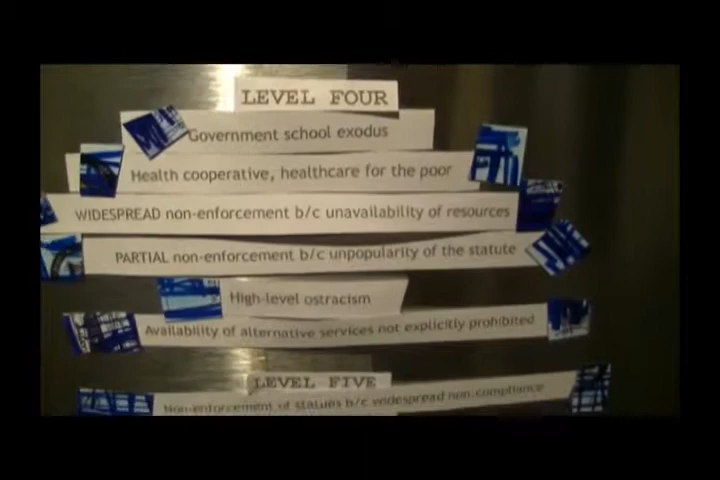 LEVEL FOUR
Government school exodus
Health cooperative, healthcare for the poor
WIDESPREAD non-enforcement b/c unavailability of resources
PARTIAL non-enforcement b/c unpopularity of the statute
High-level ostracism
Availability of alternative services not explicitly prohibited
LEVEL FIVE
Non-enforcement of statues b/c widespread non-compliance